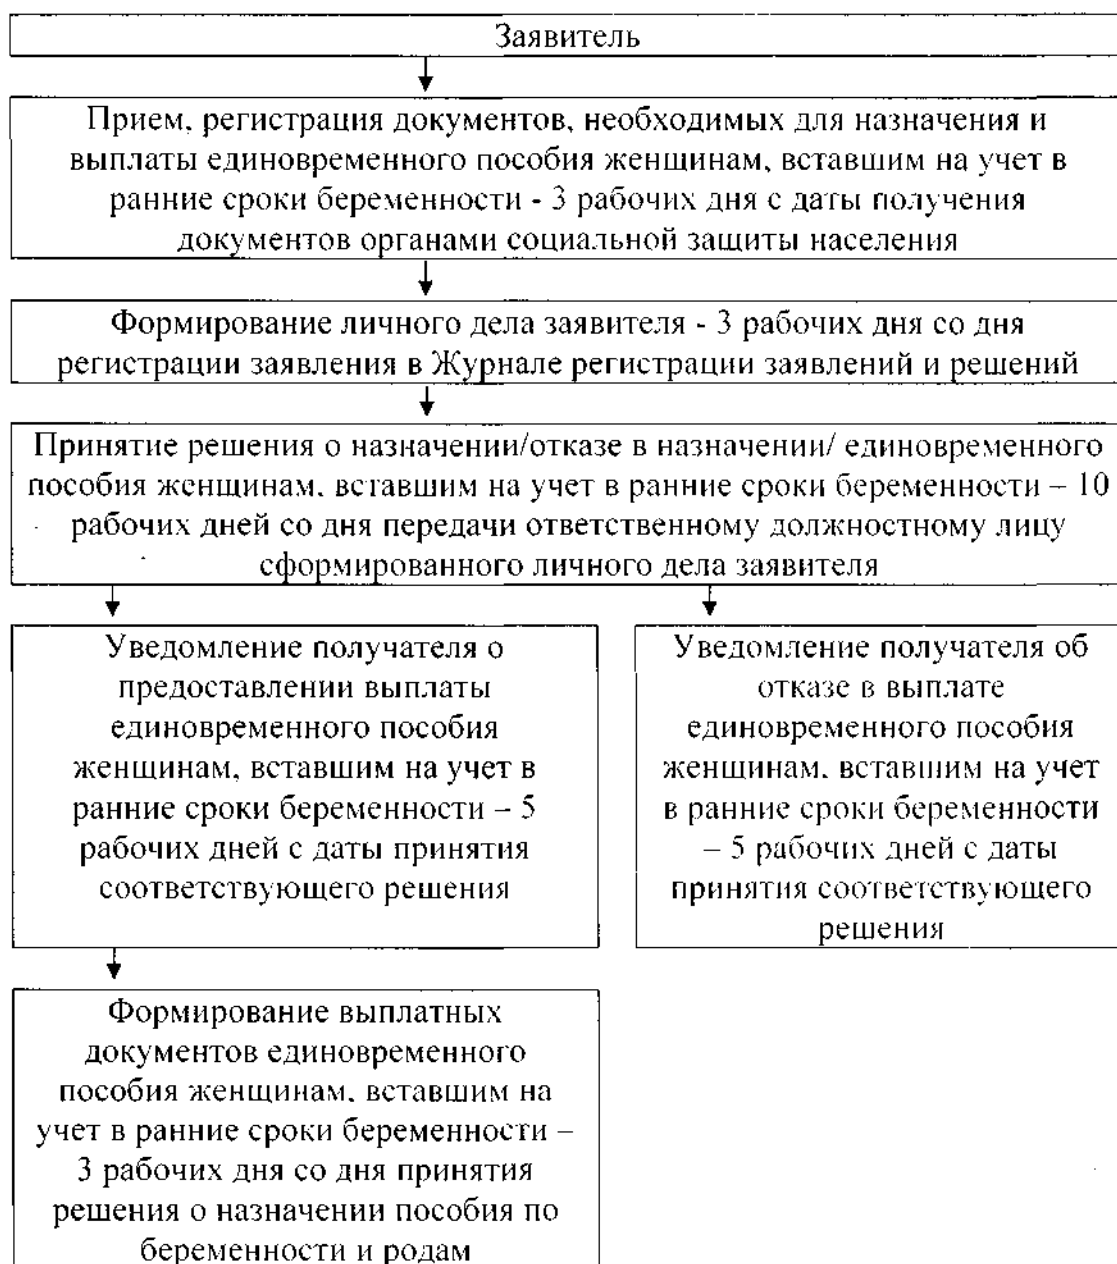 Заявитель
Прием, регистрация документов, необходимых для назначения и
выплаты единовременного пособия женщинам, вставшим на учет в
ранние сроки беременности - 3 рабочих дня с даты получения
документов органами социальной защиты населения
Формирование личного дела заявителя - 3 рабочих дня со дня
регистрации заявления в Журнале регистрации заявлений и решений
Принятие решения о назначении/отказе в назначении/ единовременного
пособия женщинам, вставшим на учет в ранние сроки беременности – 10
рабочих дней со дня передачи ответственному должностному лицу
сформированного личного дела заявителя
Уведомление получателя о
предоставлении выплаты
единовременного пособия
женщинам, вставшим на учет в
ранние сроки беременности – 5
рабочих дней с даты принятия
соответствующего решения
Уведомление получателя об
отказе в выплате
единовременного пособия
женщинам, вставшим на учет
в ранние сроки беременности
– 5 рабочих дней с даты
принятия соответствующего
решения
Формирование выплатных
документов единовременного
пособия женщинам, вставшим на
учет в ранние сроки беременности –
3 рабочих дня со дня принятия
решения о назначении пособия по
беременности и родам